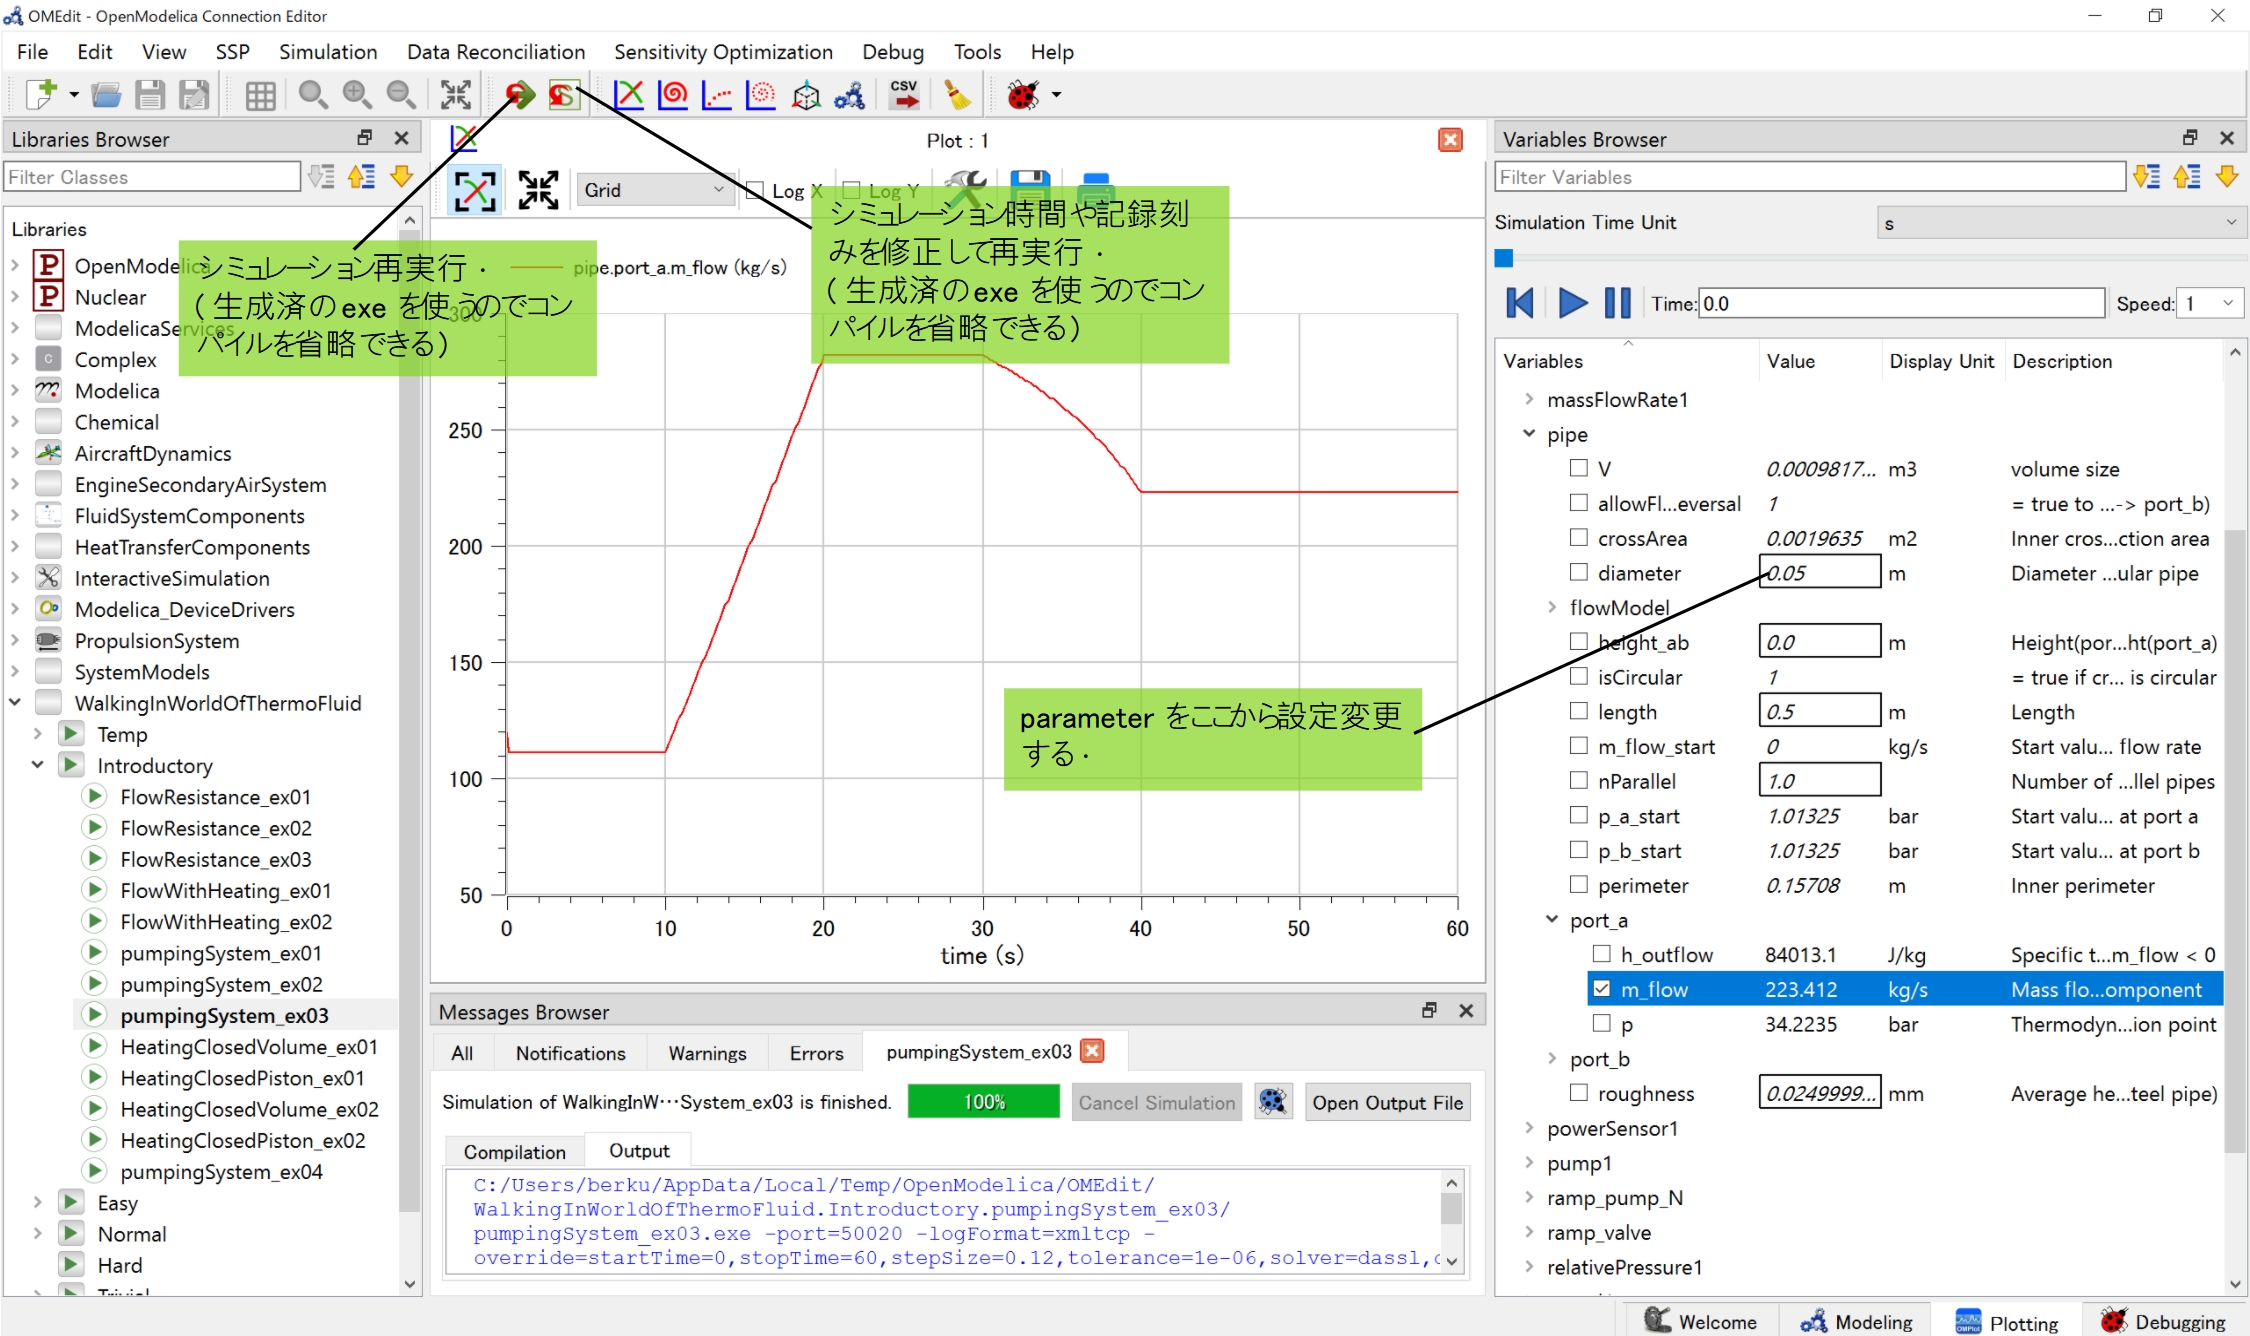 OMEdit - OpenModelica Connection Editor
File Edit View SSP Simulation Data Reconciliation Sensitivity Optimization Debug Tools Help
CSV
Libraries Browser
Filter Classes
Libraries
OpenModelica
Nuclear
ModelicaServices
Complex
Modelica
Chemical
AircraftDynamics
EngineSecondaryAirSystem
FluidSystemComponents
HeatTransferComponents
InteractiveSimulation
Modelica_DeviceDrivers
PropulsionSystem
SystemModels
WalkingInWorldOfThermoFluid
Temp
Introductory
FlowResistance_ex01
FlowResistance_ex02
FlowResistance_ex03
FlowWithHeating_ex01
FlowWithHeating_ex02
pumpingSystem_ex01
pumpingSystem_ex02
pumpingSystem_ex03
HeatingClosedVolume_ex01
HeatingClosedPiston_ex01
HeatingClosedVolume_ex02
HeatingClosedPiston_ex02
pumpingSystem_ex04
Easy
Normal
Hard
シミュレーション再実行．
(生成済のexeを使うのでコン
パイルを省略できる)
Plot : 1
Grid Log X Log Y
シミュレーション時間や記録刻
みを修正して再実行．
(生成済のexeを使うのでコン
パイルを省略できる)
pipe.port_a.m_flow (kg/s)
300
250
200
150
100
50
0 10 20 30 40 50 60
time (s)
parameterをここから設定変更
する．
Messages Browser
All Notifications Warnings Errors pumpingSystem_ex03
Simulation of WalkingInW…System_ex03 is finished. 100% Cancel Simulation Open Output File
Compilation Output
C:/Users/berku/AppData/Local/Temp/OpenModelica/OMEdit/
WalkingInWorldOfThermoFluid.Introductory.pumpingSystem_ex03/
pumpingSystem_ex03.exe -port=50020 -logFormat=xmltcp -
override=startTime=0,stopTime=60,stepSize=0.12,tolerance=1e-06,solver=dassl,
Variables Browser
Filter Variables
Simulation Time Unit s
Time: 0.0 Speed: 1
Variables Value Display Unit Description
massFlowRate1
pipe
V 0.0009817... m3 volume size
allowFl...eversal 1 = true to ...-> port_b)
crossArea 0.0019635 m2 Inner cros...ction area
diameter 0.05 m Diameter ...ular pipe
flowModel
height_ab 0.0 m Height(por...ht(port_a)
isCircular 1 = true if cr... is circular
length 0.5 m Length
m_flow_start 0 kg/s Start valu... flow rate
nParallel 1.0 Number of ...llel pipes
p_a_start 1.01325 bar Start valu... at port a
p_b_start 1.01325 bar Start valu... at port b
perimeter 0.15708 m Inner perimeter
port_a
h_outflow 84013.1 J/kg Specific t...m_flow < 0
m_flow 223.412 kg/s Mass flo...omponent
p 34.2235 bar Thermodyn...ion point
port_b
roughness 0.0249999... mm Average he...teel pipe)
powerSensor1
pump1
ramp_pump_N
ramp_valve
relativePressure1
Welcome Modeling Plotting Debugging